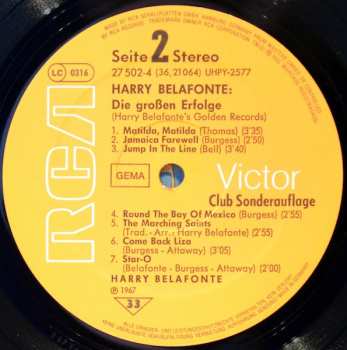 Seite 2 Stereo
LC 0316
27 502-4 (36,21064) UHPY-2577
HARRY BELAFONTE:
Die großen Erfolge
(Harry Belafonte's Golden Records)
1. Matilda, Matilda (Thomas) (3'35)
2. Jamaica Farewell (Burgess) (2'50)
3. Jump In The Line (Bell) (3'40)
RCA
GEMA
Victor
Club Sonderauflage
4. Round The Bay Of Mexico (Burgess) (2'55)
5. The Marching Saints
(Trad.-Arr.: Harry Belafonte) (2'55)
6. Come Back Liza
(Burgess - Attaway) (3'05)
7. Star-O
(Belafonte - Burgess - Attaway) (2'00)
HARRY BELAFONTE
℗ 1967
33